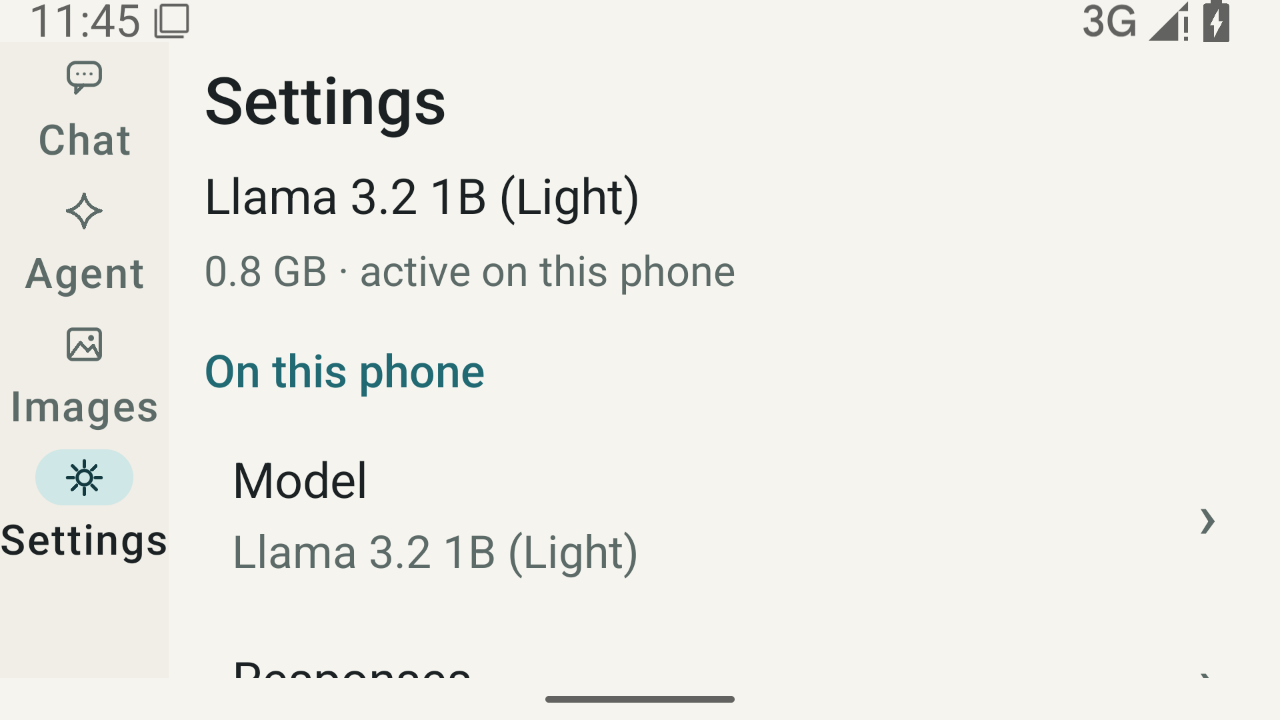 11:45
3G
Chat
Agent
Images
Settings
Settings
Llama 3.2 1B (Light)
0.8 GB · active on this phone
On this phone
Model
Llama 3.2 1B (Light)
Responses